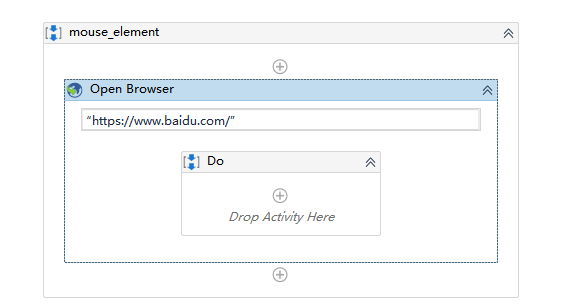 mouse_element
Open Browser
“https://www.baidu.com/”
Do
Drop Activity Here